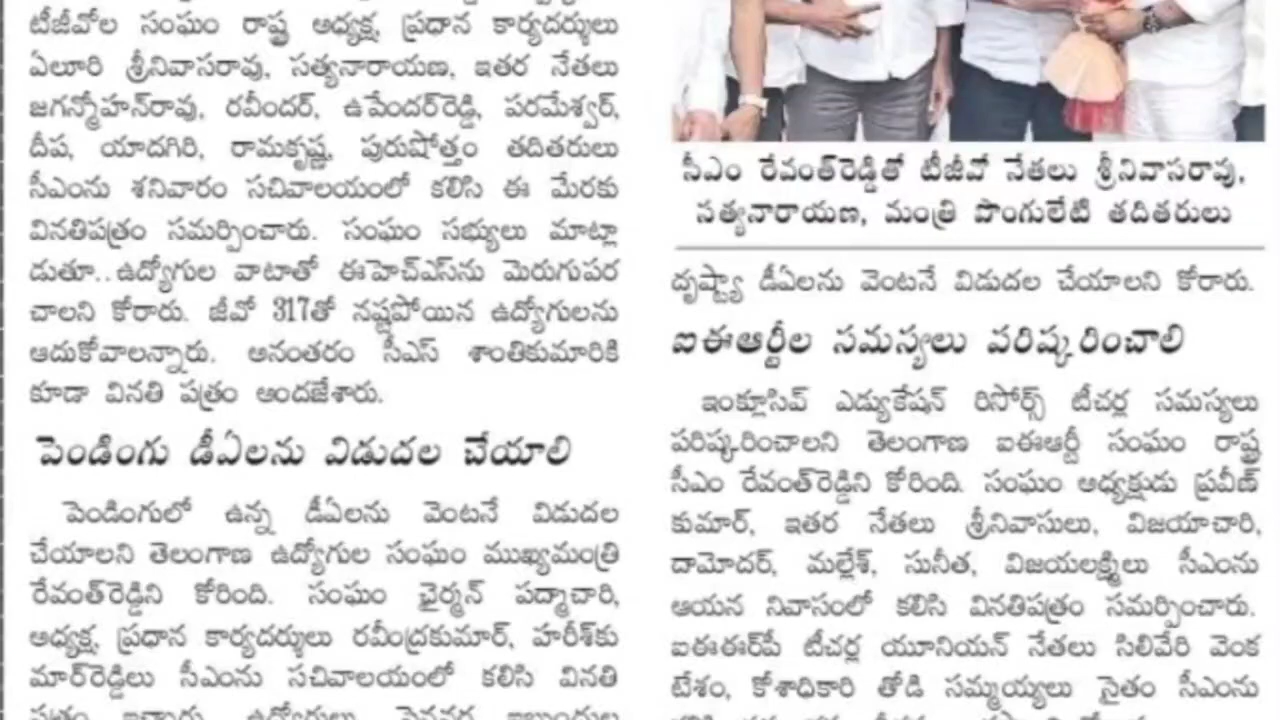 టీజీవోల సంఘం రాష్ట్ర అధ్యక్ష, ప్రధాన కార్యదర్శులు
ఏలూరి శ్రీనివాసరావు, సత్యనారాయణ, ఇతర నేతలు
జగన్మోహన్‌రావు, రవీందర్, ఉపేందర్‌రెడ్డి, పరమేశ్వర్,
దీప, యాదగిరి, రామకృష్ణ, పురుషోత్తం తదితరులు
సీఎంను శనివారం సచివాలయంలో కలిసి ఈ మేరకు
వినతిపత్రం సమర్పించారు. సంఘం సభ్యులు మాట్లా
డుతూ.. ఉద్యోగుల వాటాతో ఈహెచ్ఎస్‌ను మెరుగుపర
చాలని కోరారు. జీవో 317తో నష్టపోయిన ఉద్యోగులను
ఆదుకోవాలన్నారు. అనంతరం సీఎస్ శాంతికుమారికి
కూడా వినతి పత్రం అందజేశారు.
పెండింగు డీఏలను విడుదల చేయాలి
పెండింగులో ఉన్న డీఏలను వెంటనే విడుదల
చేయాలని తెలంగాణ ఉద్యోగుల సంఘం ముఖ్యమంత్రి
రేవంత్‌రెడ్డిని కోరింది. సంఘం ఛైర్మన్ పద్మాచారి,
అధ్యక్ష, ప్రధాన కార్యదర్శులు రవీంద్రకుమార్, హరీశ్‌కు
మార్‌రెడ్డిలు సీఎంను సచివాలయంలో కలిసి వినతి
సీఎం రేవంత్‌రెడ్డితో టీజీవో నేతలు శ్రీనివాసరావు,
సత్యనారాయణ, మంత్రి పొంగులేటి తదితరులు
దృష్ట్యా డీఏలను వెంటనే విడుదల చేయాలని కోరారు.
ఐఈఆర్టీల సమస్యలు పరిష్కరించాలి
ఇంక్లూసివ్ ఎడ్యుకేషన్ రిసోర్స్ టీచర్ల సమస్యలు
పరిష్కరించాలని తెలంగాణ ఐఈఆర్టీ సంఘం రాష్ట్ర
సీఎం రేవంత్‌రెడ్డిని కోరింది. సంఘం అధ్యక్షుడు ప్రవీణ్
కుమార్, ఇతర నేతలు శ్రీనివాసులు, విజయాచారి,
దామోదర్, మల్లేశ్, సునీత, విజయలక్ష్మిలు సీఎంను
ఆయన నివాసంలో కలిసి వినతిపత్రం సమర్పించారు.
ఐఈఈర్‌పీ టీచర్ల యూనియన్ నేతలు సిలివేరి వెంక
టేశం, కోశాధికారి తోడి సమ్మయ్యలు సైతం సీఎంను